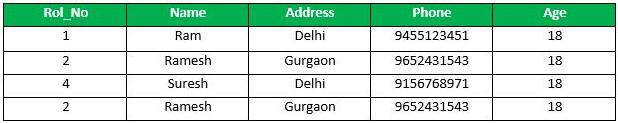 Rol_No Name Address Phone Age
1 Ram Delhi 9455123451 18
2 Ramesh Gurgaon 9652431543 18
4 Suresh Delhi 9156768971 18
2 Ramesh Gurgaon 9652431543 18